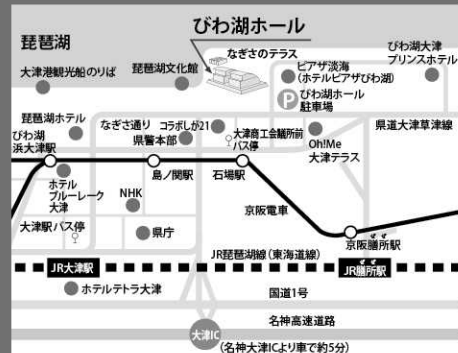 びわ湖ホール
琵琶湖
なぎさのテラス
びわ湖大津
プリンスホテル
大津港観光船のりば
琵琶湖文化館
ピアザ淡海
(ホテルピアザびわ湖)
P
びわ湖ホール
駐車場
琵琶湖ホテル
なぎさ通り
コラボしが21
県警本部
大津商工会議所前
バス停
Oh!Me
大津テラス
県道大津草津線
びわ湖
浜大津駅
島ノ関駅
石場駅
ホテル
ブルーレーク
大津
NHK
京阪電車
大津駅バス停
県庁
京阪膳所駅
JR琵琶湖線(東海道線)
JR大津駅
JR膳所駅
ホテルテトラ大津
国道1号
名神高速道路
大津IC
(名神大津ICより車で約5分)